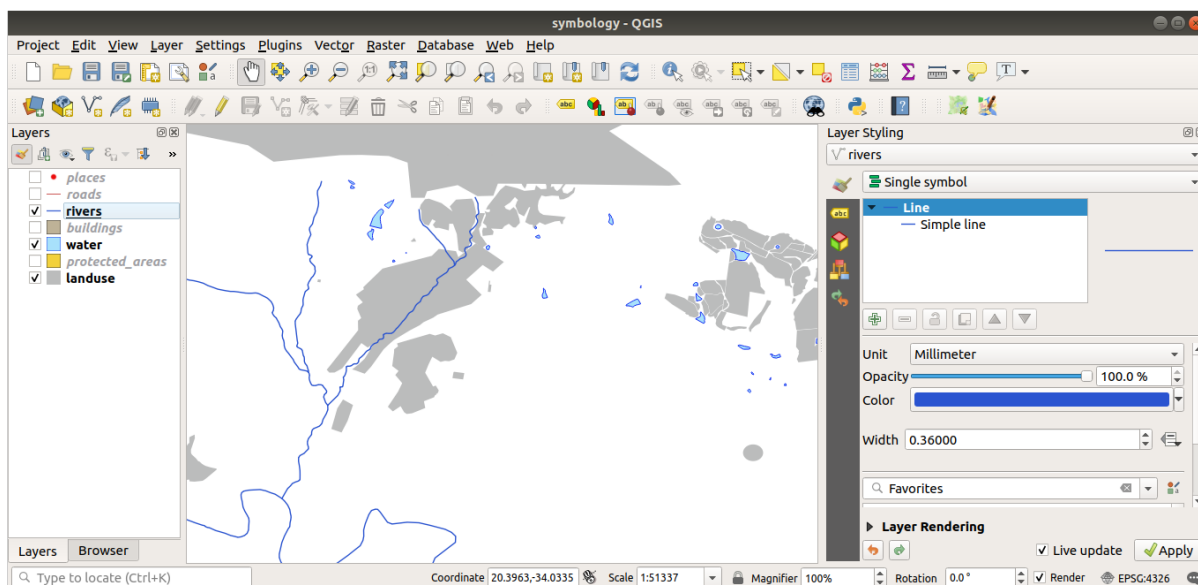 symbology - QGIS
Project Edit View Layer Settings Plugins Vector Raster Database Web Help
Layers
places
roads
rivers
buildings
water
protected_areas
landuse
Layers Browser
Layer Styling
rivers
Single symbol
Line
Simple line
Unit Millimeter
Opacity 100.0 %
Color
Width 0.36000
Favorites
Layer Rendering
Live update Apply
Type to locate (Ctrl+K) Coordinate 20.3963,-34.0335 Scale 1:51337 Magnifier 100% Rotation 0.0° Render EPSG:4326